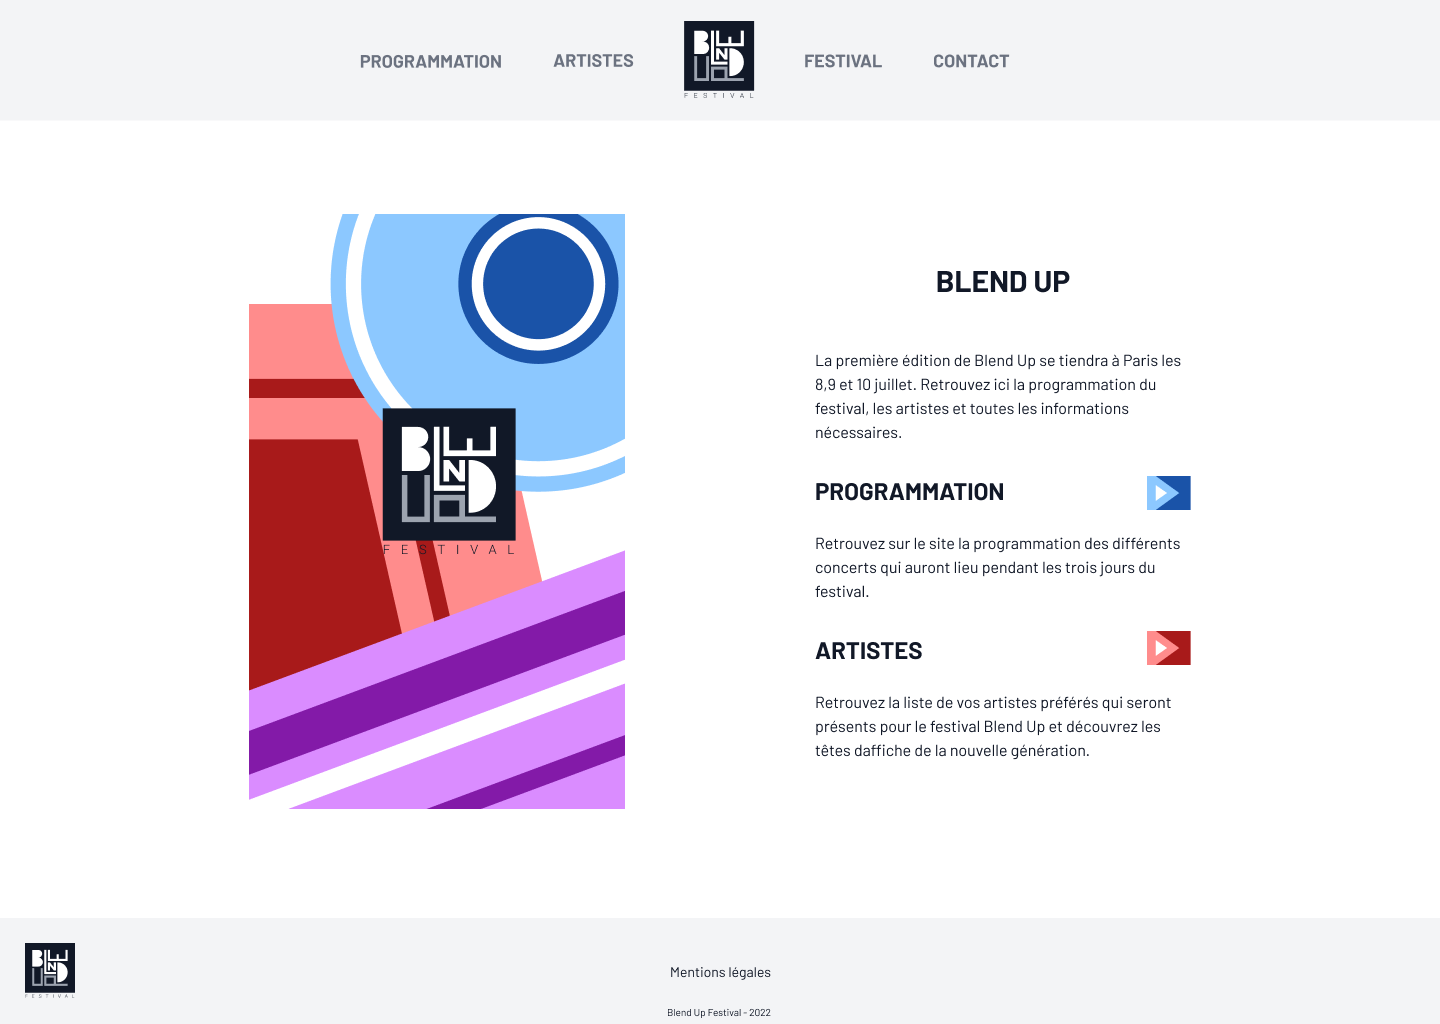 PROGRAMMATION
ARTISTES
BLEND
UP
FESTIVAL
FESTIVAL
CONTACT
BLEND
UP
FESTIVAL
BLEND UP
La première édition de Blend Up se tiendra à Paris les
8,9 et 10 juillet. Retrouvez ici la programmation du
festival, les artistes et toutes les informations
nécessaires.
PROGRAMMATION
Retrouvez sur le site la programmation des différents
concerts qui auront lieu pendant les trois jours du
festival.
ARTISTES
Retrouvez la liste de vos artistes préférés qui seront
présents pour le festival Blend Up et découvrez les
têtes daffiche de la nouvelle génération.
BLEND
UP
FESTIVAL
Mentions légales
Blend Up Festival - 2022